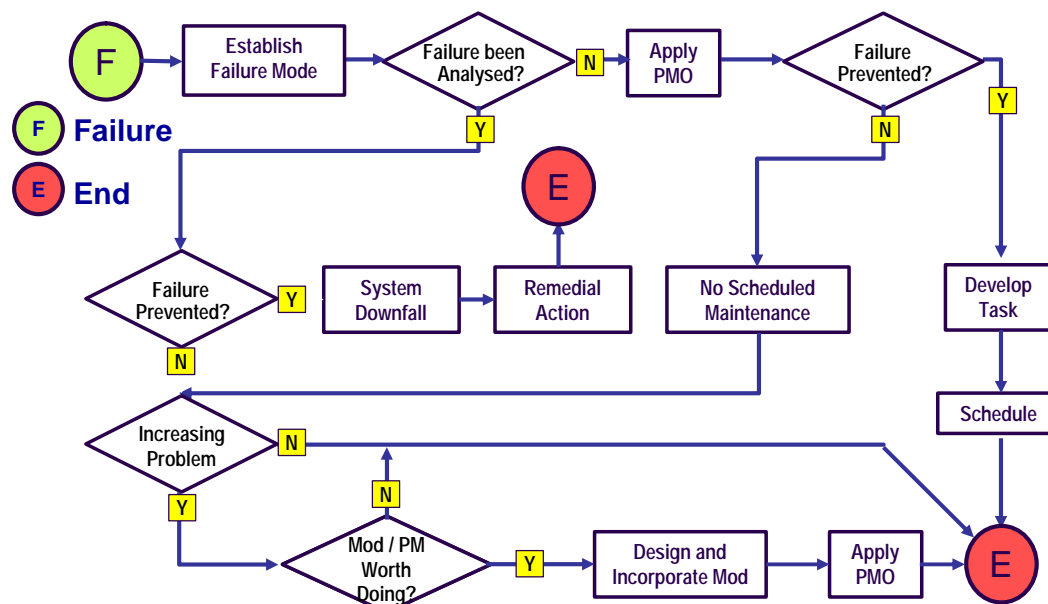 F
Establish
Failure Mode
Failure been
Analysed?
N
Apply
PMO
Failure
Prevented?
Y
F
Failure
Y
N
E
End
E
Failure
Prevented?
Y
System
Downfall
Remedial
Action
No Scheduled
Maintenance
Develop
Task
N
Schedule
Increasing
Problem
N
Y
N
Mod / PM
Worth
Doing?
Y
Design and
Incorporate Mod
Apply
PMO
E